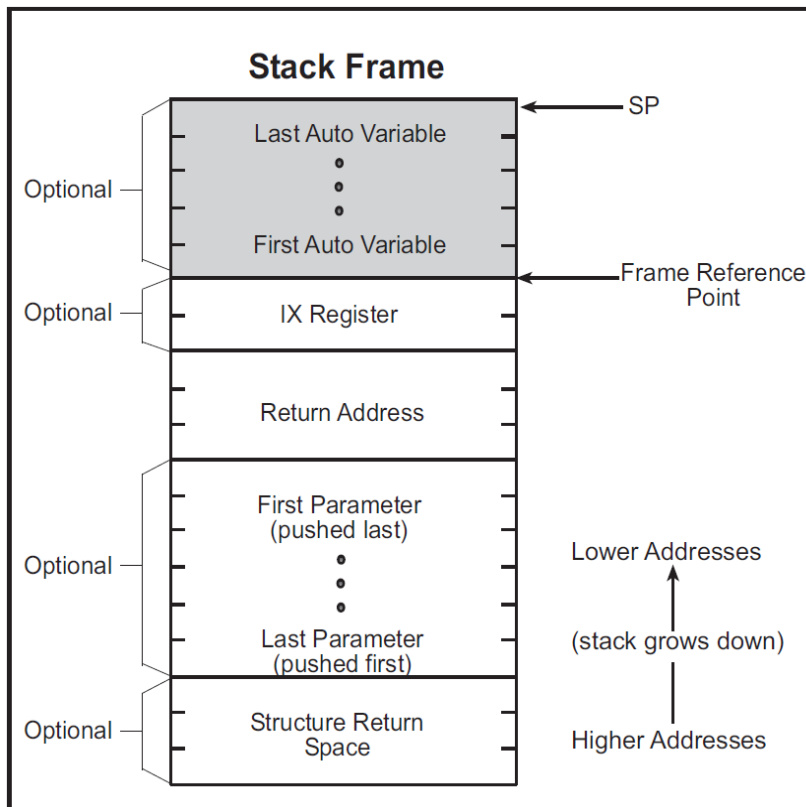 Stack Frame
SP
Last Auto Variable
Optional
First Auto Variable
Frame Reference
Point
Optional
IX Register
Return Address
First Parameter
(pushed last)
Lower Addresses
Optional
Last Parameter
(pushed first)
(stack grows down)
Optional
Structure Return
Space
Higher Addresses